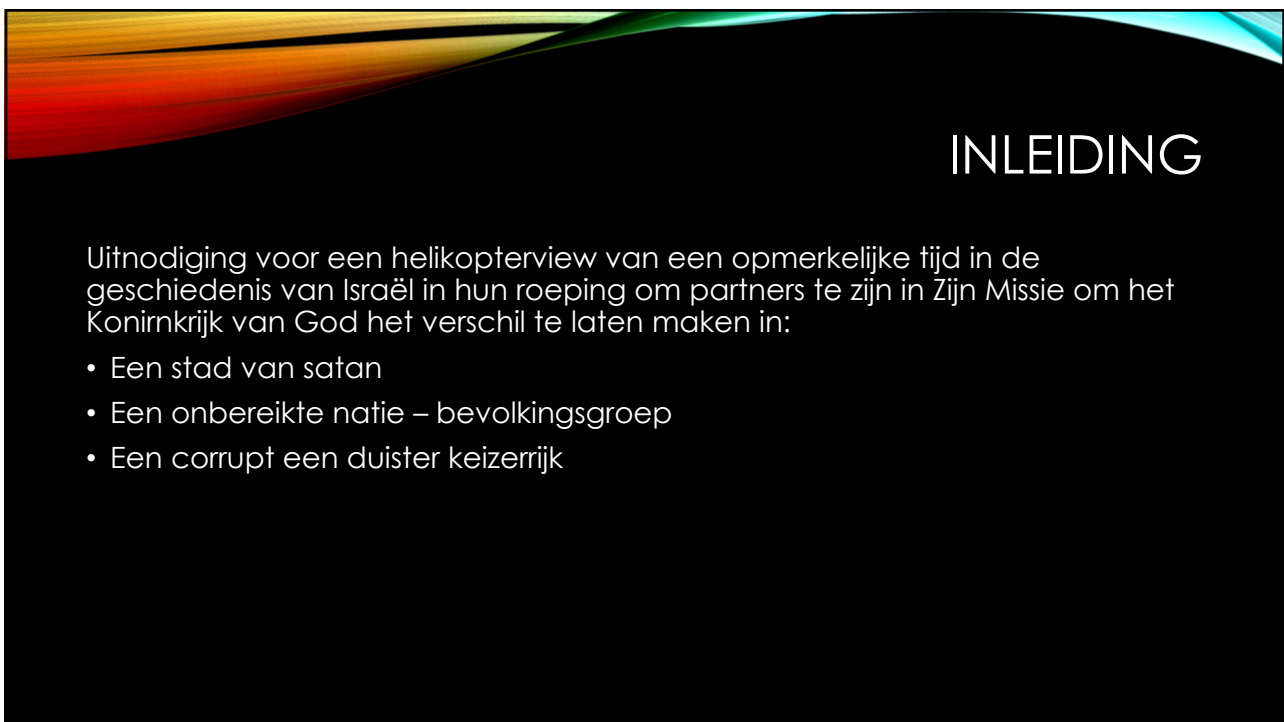 INLEIDING
Uitnodiging voor een helikopterview van een opmerkelijke tijd in de
geschiedenis van Israël in hun roeping om partners te zijn in Zijn Missie om het
Konirnkrijk van God het verschil te laten maken in:
• Een stad van satan
• Een onbereikte natie – bevolkingsgroep
• Een corrupt een duister keizerrijk